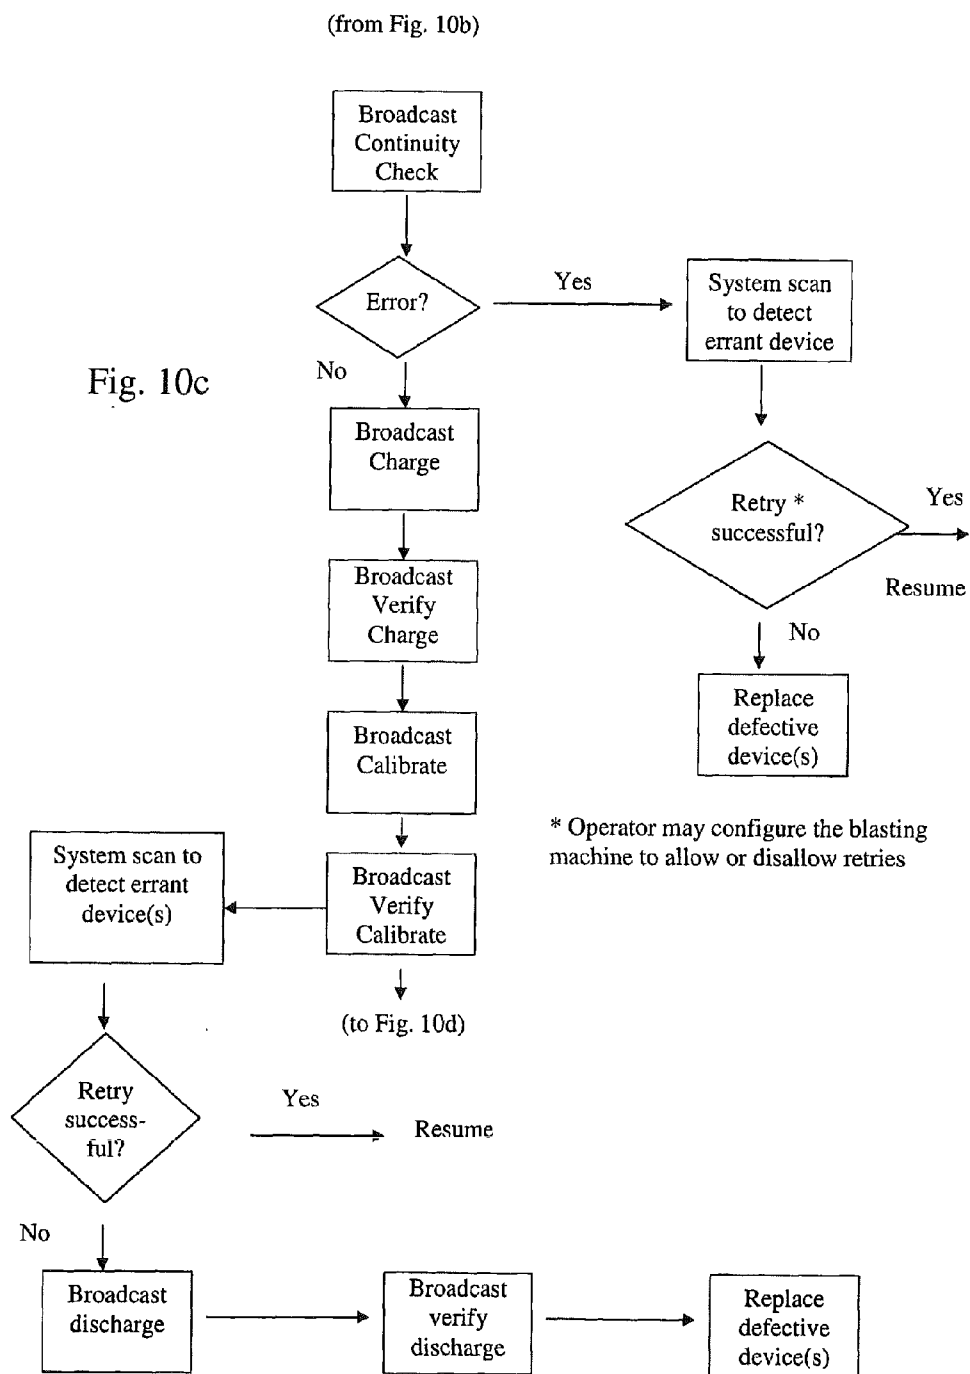 (from Fig. 10b)
Broadcast
Continuity
Check
Error?
Yes
System scan
to detect
errant device
No
Fig. 10c
Broadcast
Charge
Retry *
successful?
Yes
Resume
No
Broadcast
Verify
Charge
Replace
defective
device(s)
Broadcast
Calibrate
* Operator may configure the blasting
machine to allow or disallow retries
System scan to
detect errant
device(s)
Broadcast
Verify
Calibrate
(to Fig. 10d)
Retry
success-
ful?
Yes
Resume
No
Broadcast
discharge
Broadcast
verify
discharge
Replace
defective
device(s)